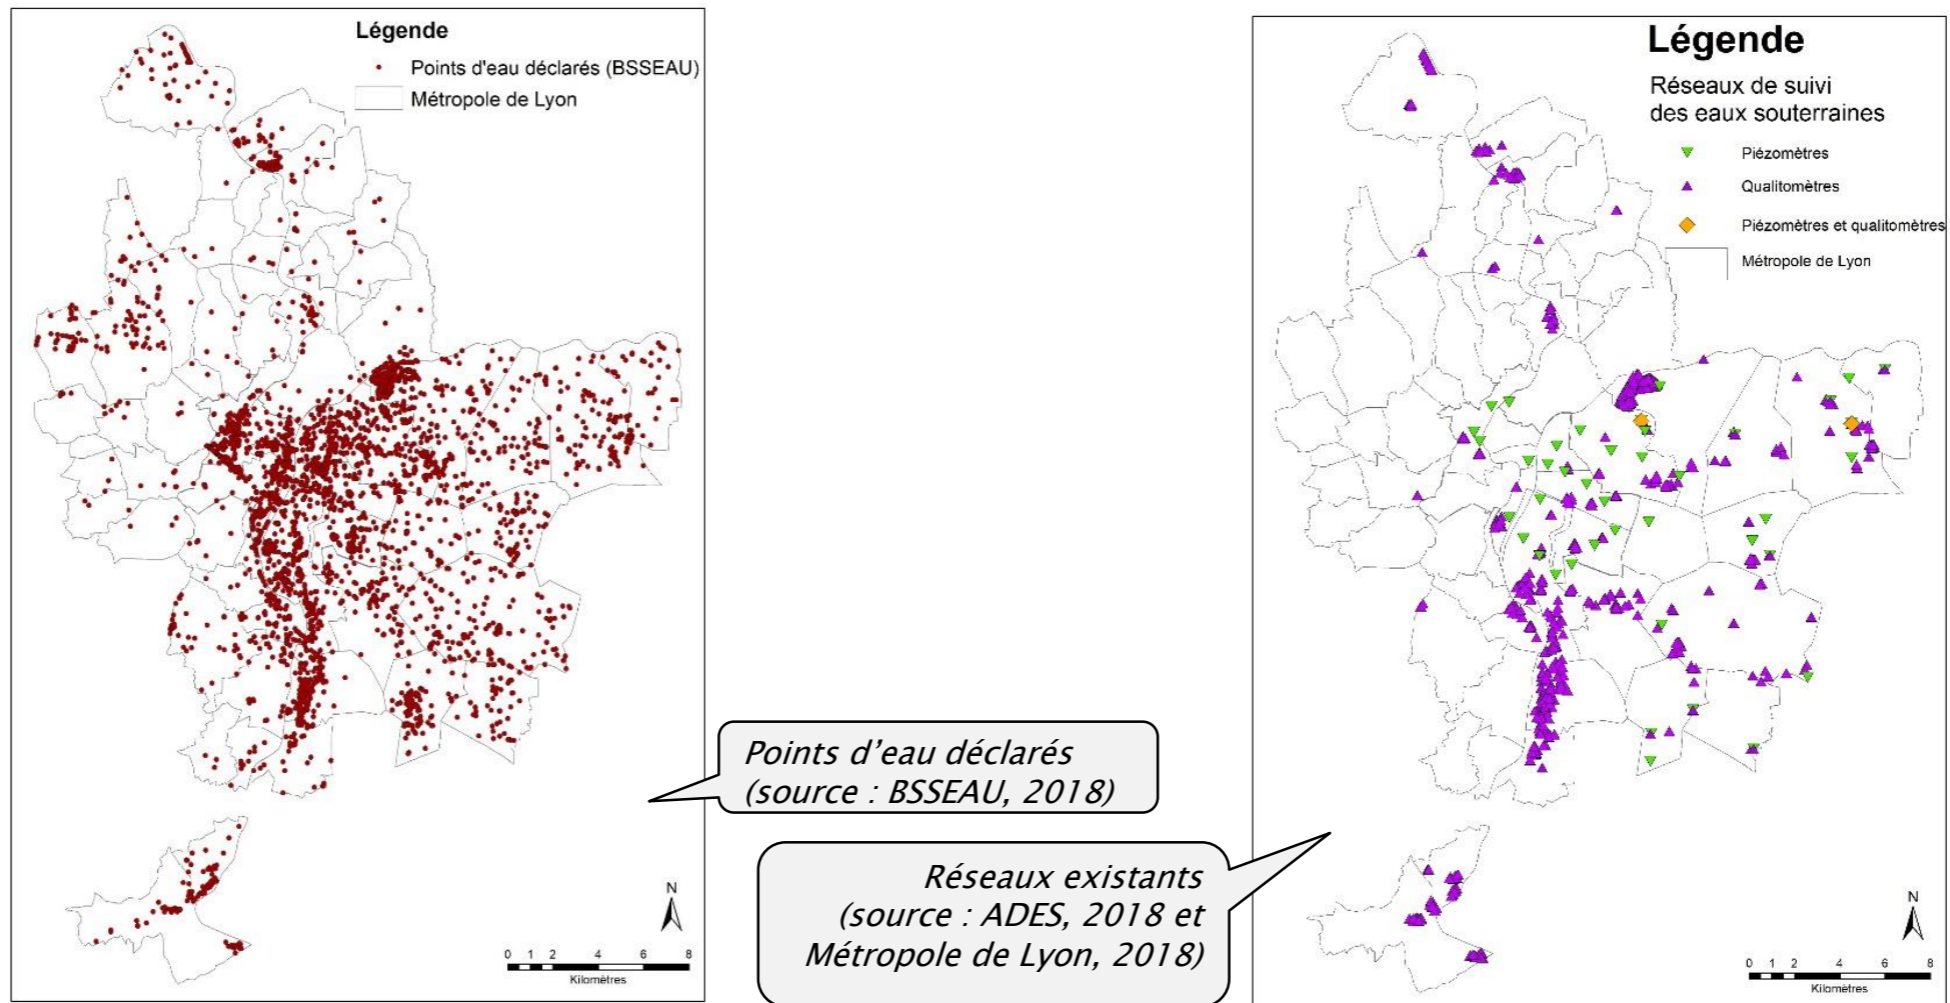 Légende
Points d'eau déclarés (BSSEAU)
Métropole de Lyon
N
0 1 2 4 6 8
Kilomètres
Points d'eau déclarés
(source : BSSEAU, 2018)
Réseaux existants
(source : ADES, 2018 et
Métropole de Lyon, 2018)
Légende
Réseaux de suivi
des eaux souterraines
Piézomètres
Qualitomètres
Piézomètres et qualitomètres
Métropole de Lyon
N
0 1 2 4 6 8
Kilomètres